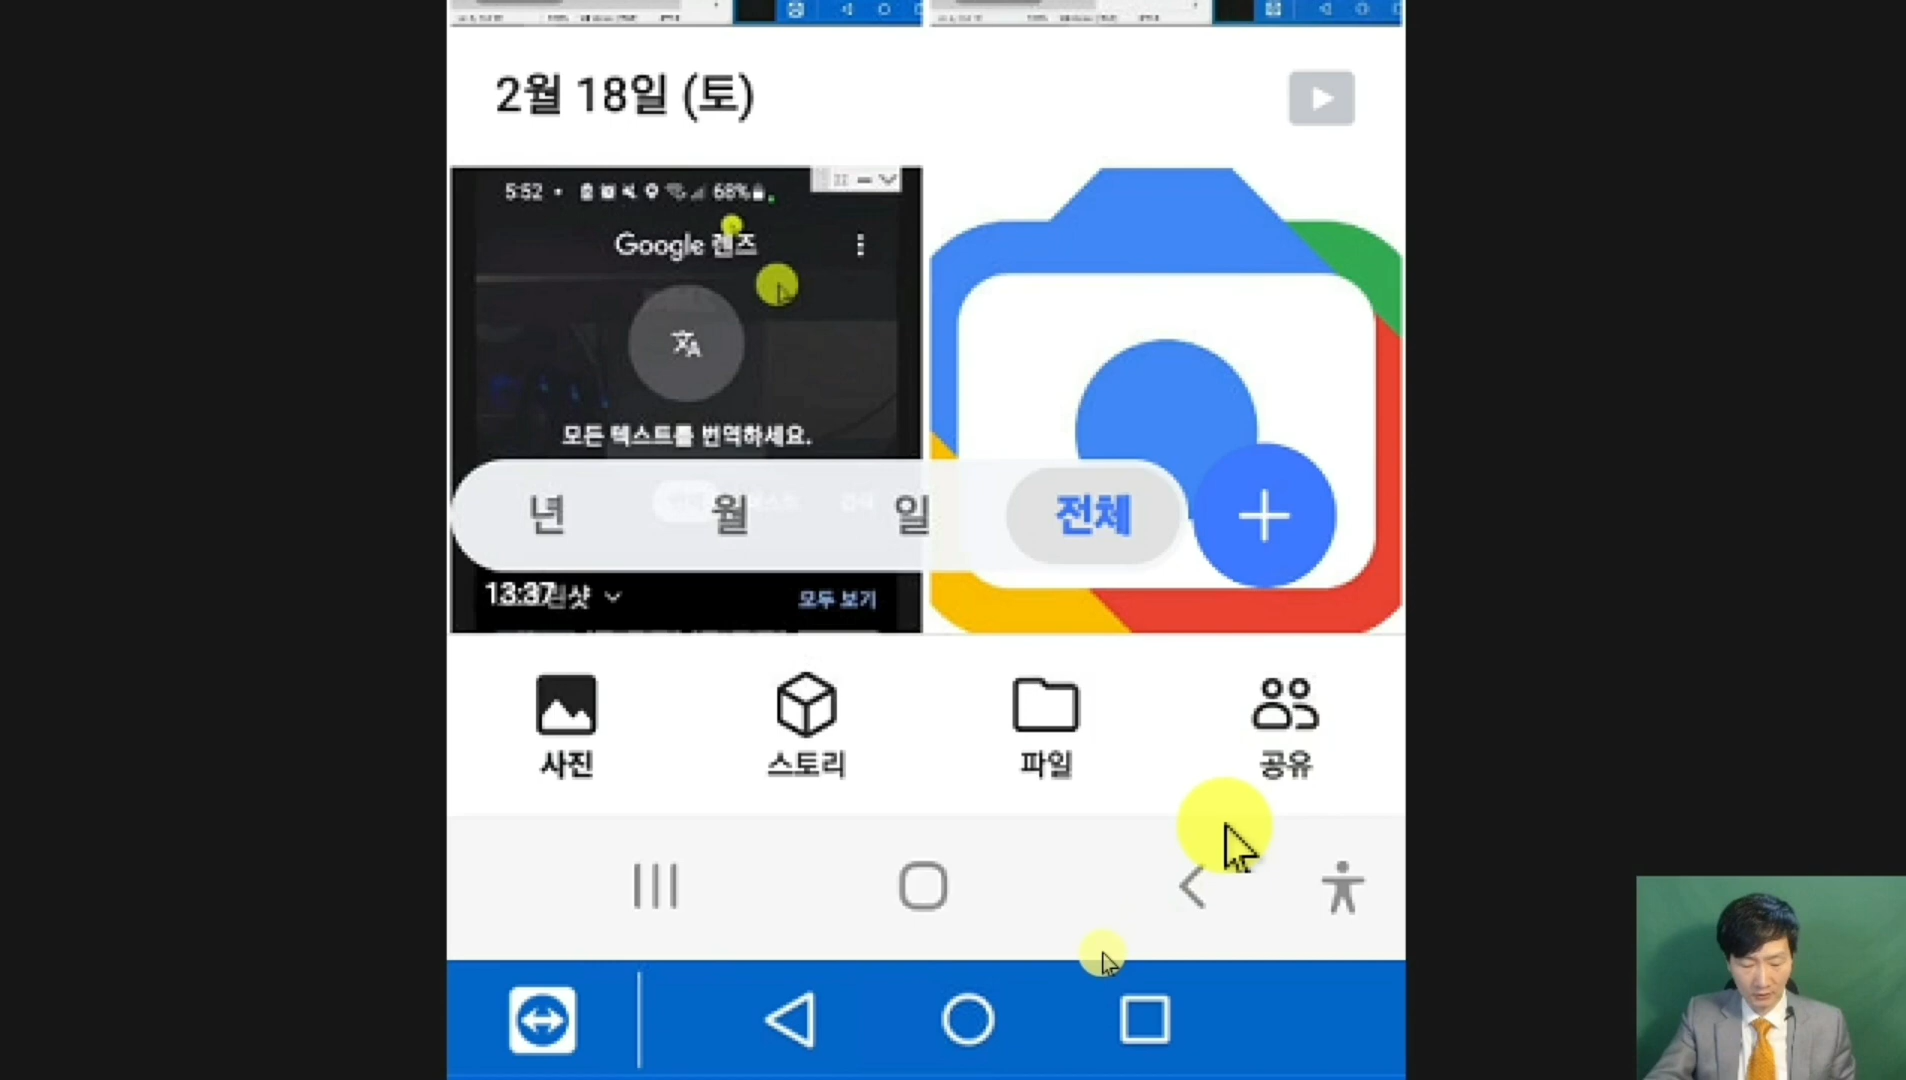 2월 18일 (토)
5:52
68%
Google 렌즈
모든 텍스트를 번역하세요.
년 월 일 전체
13:37
모두 보기
사진 스토리 파일 공유